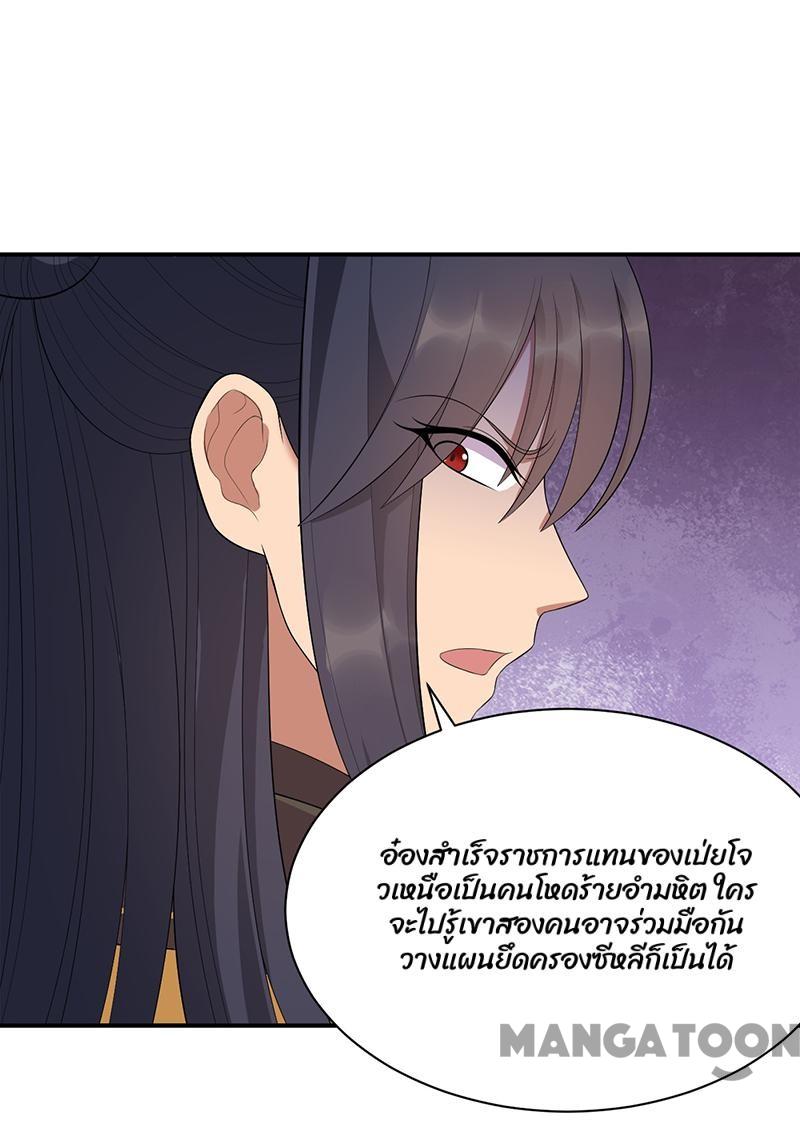 อ๋องสำเร็จราชการแทนของเป่ยโจ
วเหนือเป็นคนโหดร้ายอำมหิต ใคร
จะไปรู้เขาสองคนอาจร่วมมือกัน
วางแผนยึดครองซีหลีก็เป็นได้
MANGATOON